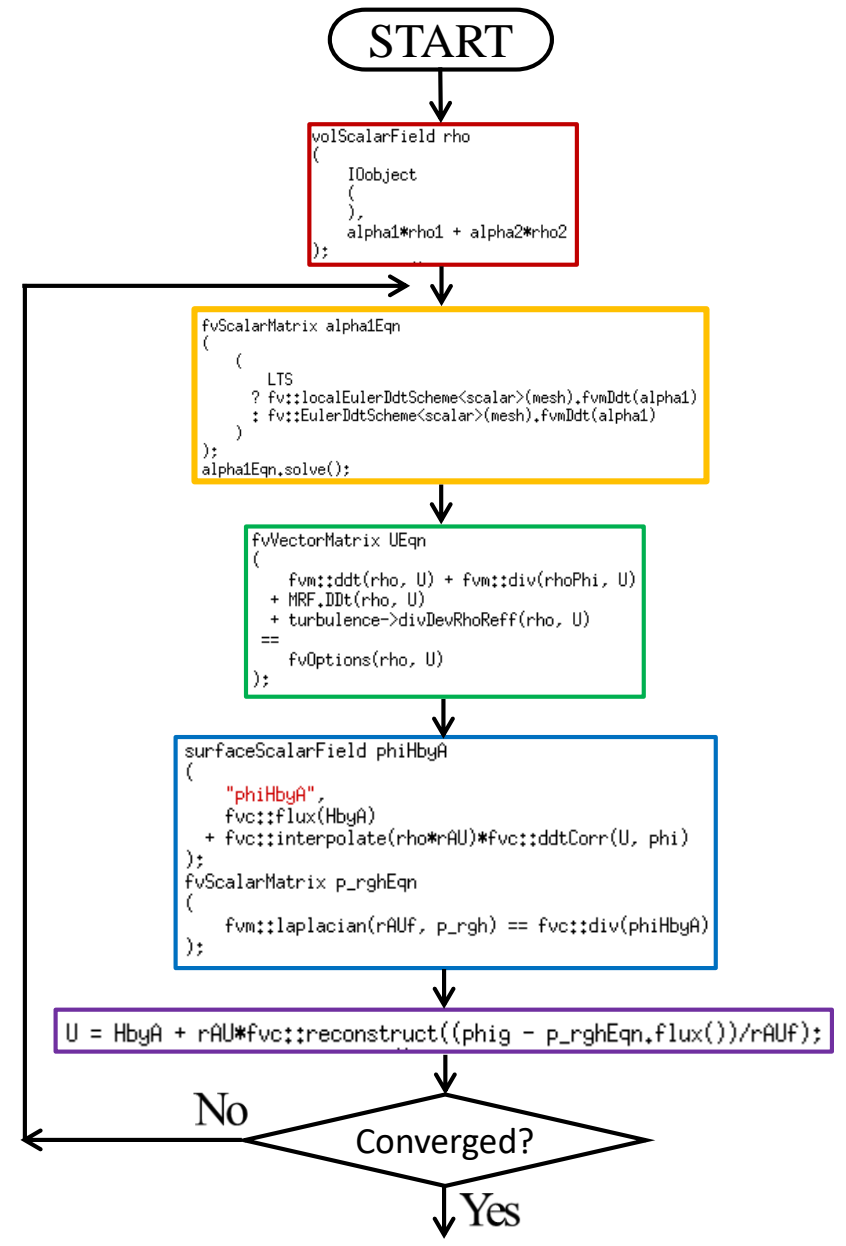 START
volScalarField rho
(
IOobject
(
),
alpha1*rho1 + alpha2*rho2
);
fvScalarMatrix alpha1Eqn
(
(
LTS
? fv::localEulerDdtScheme<scalar>(mesh).fvmDdt(alpha1)
: fv::EulerDdtScheme<scalar>(mesh).fvmDdt(alpha1)
)
);
alpha1Eqn.solve();
fvVectorMatrix UEqn
(
fvm::ddt(rho, U) + fvm::div(rhoPhi, U)
+ MRF.DDt(rho, U)
+ turbulence->divDevRhoReff(rho, U)
==
fvOptions(rho, U)
);
surfaceScalarField phiHbyA
(
"phiHbyA",
fvc::flux(HbyA)
+ fvc::interpolate(rho*rAU)*fvc::ddtCorr(U, phi)
);
fvScalarMatrix p_rghEqn
(
fvm::laplacian(rAUf, p_rgh) == fvc::div(phiHbyA)
);
U = HbyA + rAU*fvc::reconstruct((phig - p_rghEqn.flux())/rAUf);
No
Converged?
Yes